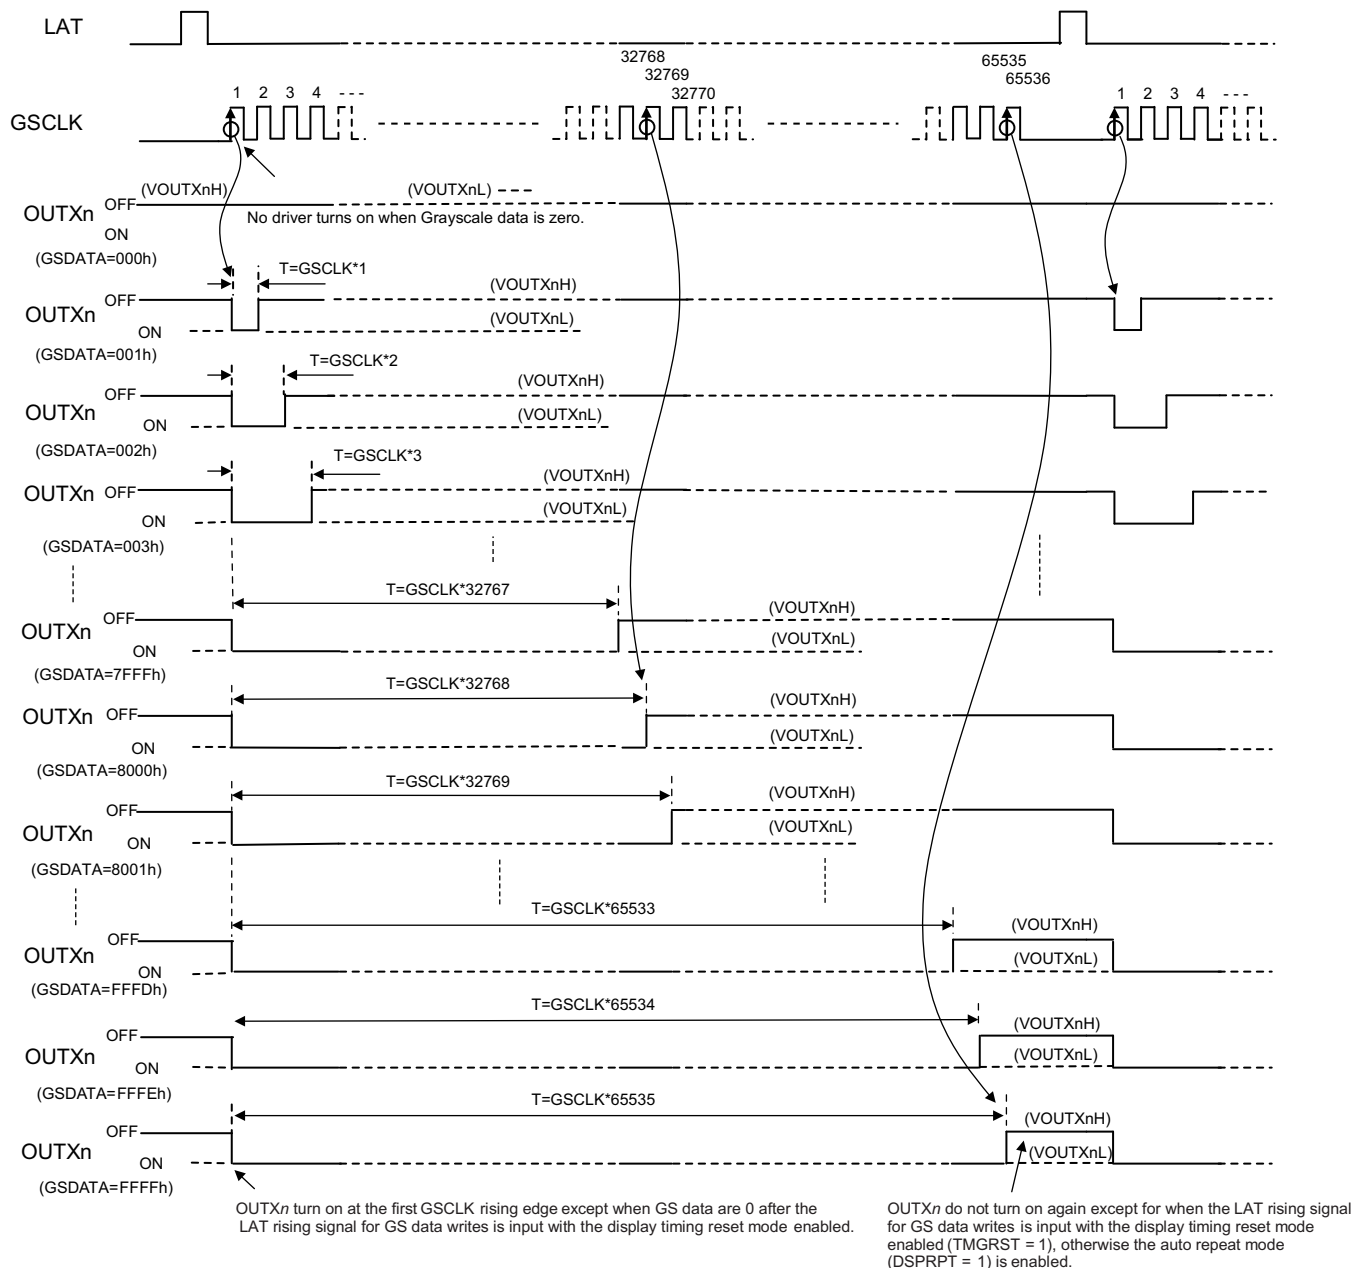 LAT
32768
32769
32770
65535
65536
1 2 3 4
1 2 3 4
GSCLK
(VOUTXnH)
(VOUTXnL)
OUTXn
OFF
No driver turns on when Grayscale data is zero.
ON
(GSDATA=000h)
T=GSCLK*1
OFF
(VOUTXnH)
OUTXn
(VOUTXnL)
ON
(GSDATA=001h)
T=GSCLK*2
OFF
(VOUTXnH)
OUTXn
(VOUTXnL)
ON
(GSDATA=002h)
T=GSCLK*3
(VOUTXnH)
OUTXn OFF
(VOUTXnL)
ON
(GSDATA=003h)
T=GSCLK*32767
OFF
(VOUTXnH)
OUTXn
(VOUTXnL)
ON
(GSDATA=7FFFh)
T=GSCLK*32768
(VOUTXnH)
OUTXn OFF
(VOUTXnL)
ON
(GSDATA=8000h)
T=GSCLK*32769
(VOUTXnH)
OFF
OUTXn
(VOUTXnL)
ON
(GSDATA=8001h)
T=GSCLK*65533
(VOUTXnH)
OFF
OUTXn
(VOUTXnL)
ON
(GSDATA=FFFDh)
T=GSCLK*65534
(VOUTXnH)
OFF
OUTXn
(VOUTXnL)
ON
(GSDATA=FFFEh)
T=GSCLK*65535
(VOUTXnH)
OFF
OUTXn
(VOUTXnL)
ON
(GSDATA=FFFFh)
OUTXn turn on at the first GSCLK rising edge except when GS data are 0 after the
LAT rising signal for GS data writes is input with the display timing reset mode enabled.
OUTXn do not turn on again except for when the LAT rising signal
for GS data writes is input with the display timing reset mode
enabled (TMGRST = 1), otherwise the auto repeat mode
(DSPRPT = 1) is enabled.